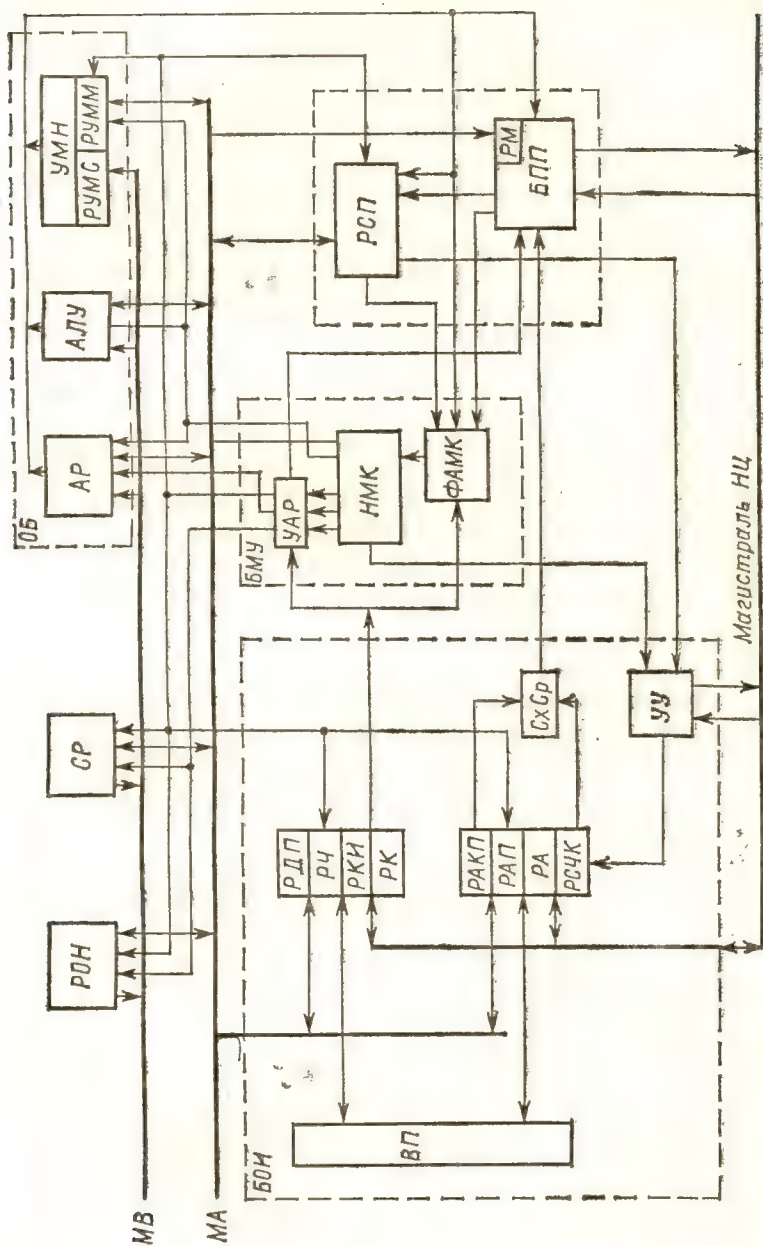 ОБ
УМН
РУМС
РУММ
АЛУ
АР
СР
РОН
МВ
МА
РСП
РМ
БПП
БМУ
УАР
НМК
ФАМК
БОИ
РДП
РЧ
РКИ
РК
РАКП
РАП
РА
РСЧК
СхСр
УУ
ВП
Магистраль НЦ